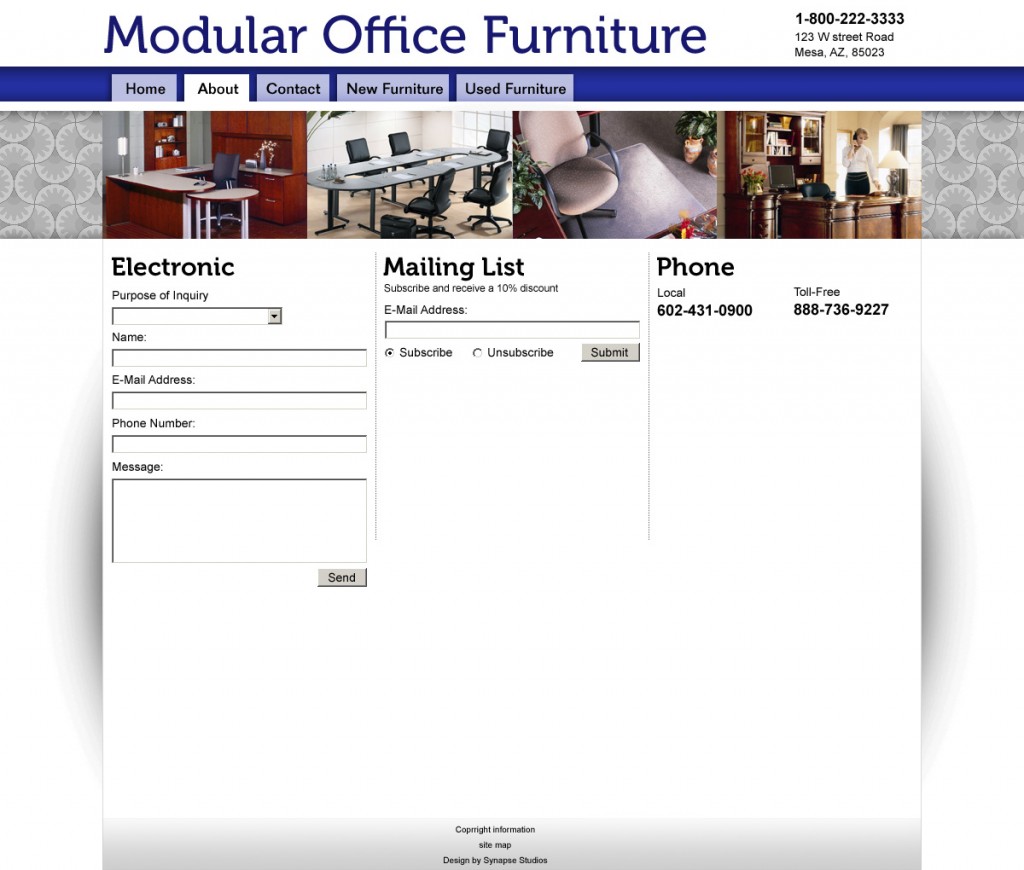 Modular Office Furniture
1-800-222-3333
123 W street Road
Mesa, AZ, 85023
Home
About
Contact
New Furniture
Used Furniture
Electronic
Purpose of Inquiry
Name:
E-Mail Address:
Phone Number:
Message:
Send
Mailing List
Subscribe and receive a 10% discount
E-Mail Address:
Subscribe
Unsubscribe
Submit
Phone
Local
602-431-0900
Toll-Free
888-736-9227
Coprright information
site map
Design by Synapse Studios